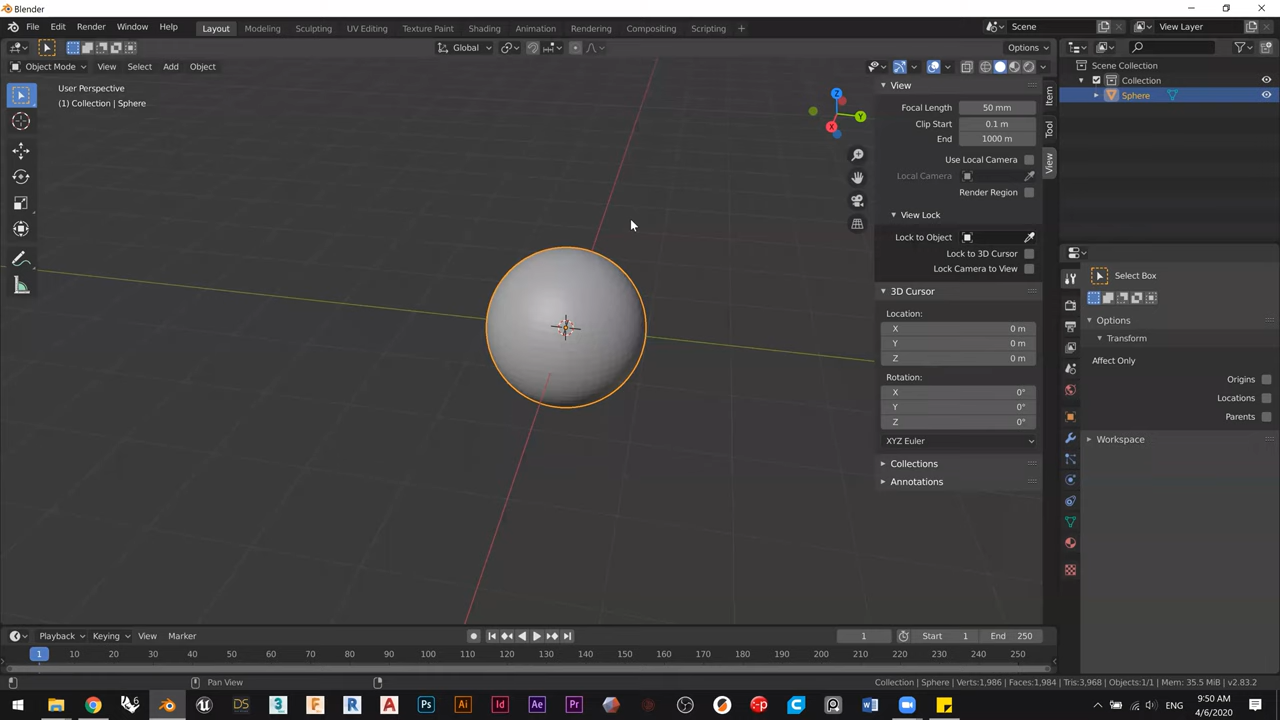 Blender
File Edit Render Window Help
Layout Modeling Sculpting UV Editing Texture Paint Shading Animation Rendering Compositing Scripting +
Scene
View Layer
Global
Options
Object Mode View Select Add Object
User Perspective
(1) Collection | Sphere
Z
Y
X
View
Focal Length 50 mm
Clip Start 0.1 m
End 1000 m
Use Local Camera
Local Camera
Render Region
View Lock
Lock to Object
Lock to 3D Cursor
Lock Camera to View
3D Cursor
Location:
X 0 m
Y 0 m
Z 0 m
Rotation:
X 0°
Y 0°
Z 0°
XYZ Euler
Collections
Annotations
Item
Tool
View
Scene Collection
Collection
Sphere
Select Box
Options
Transform
Affect Only
Origins
Locations
Parents
Workspace
Playback Keying View Marker
1 Start 1 End 250
1 10 20 30 40 50 60 70 80 90 100 110 120 130 140 150 160 170 180 190 200 210 220 230 240 250
Pan View
Collection | Sphere | Verts:1,986 | Faces:1,984 | Tris:3,968 | Objects:1/1 | Mem: 35.5 MiB | v2.83.2
DS 3 F R A Ps Ai Id Ae Pr W
ENG
9:50 AM
4/6/2020